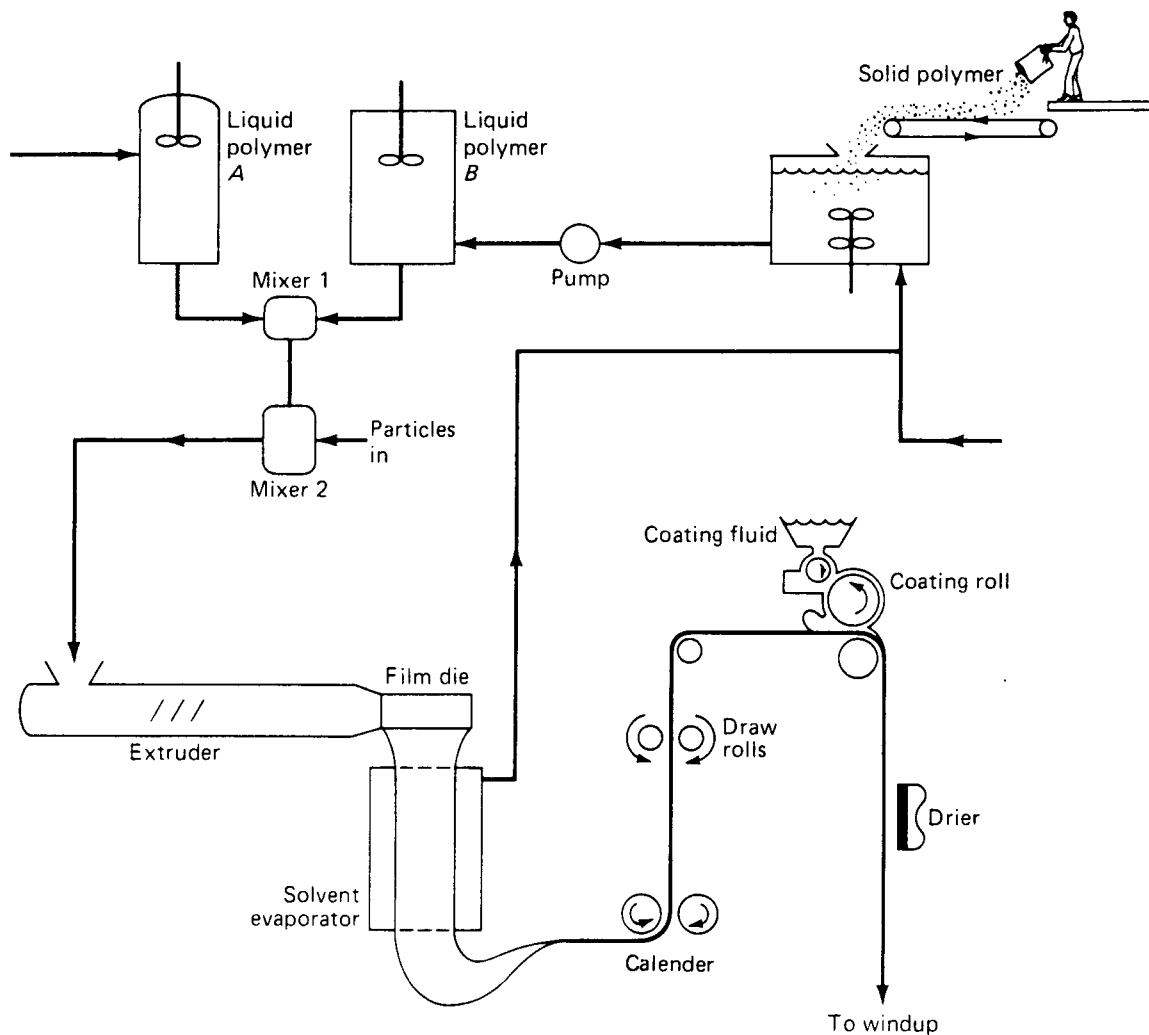 Solid polymer
Liquid
polymer
A
Liquid
polymer
B
Mixer 1
Pump
Particles
in
Mixer 2
Coating fluid
Coating roll
Film die
Extruder
Draw
rolls
Drier
Solvent
evaporator
Calender
To windup